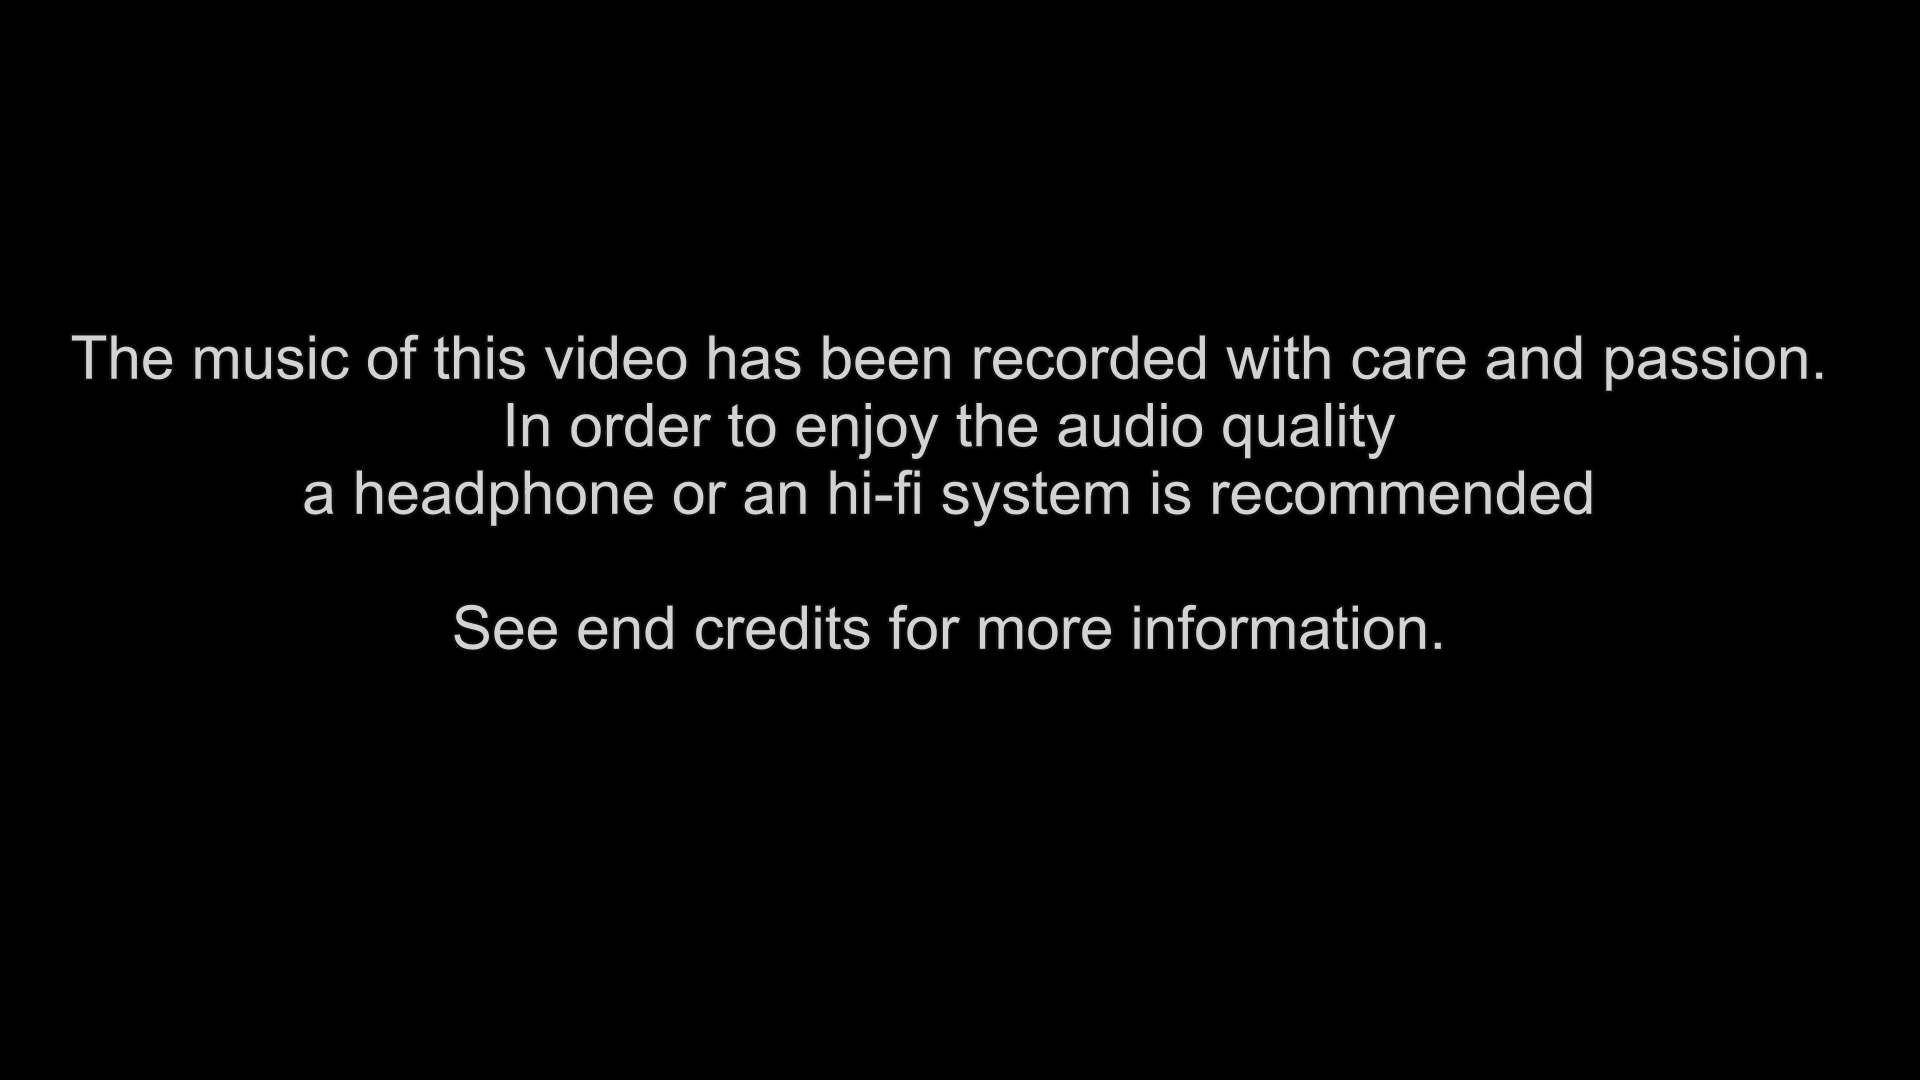 The music of this video has been recorded with care and passion.
In order to enjoy the audio quality
a headphone or an hi-fi system is recommended
See end credits for more information.